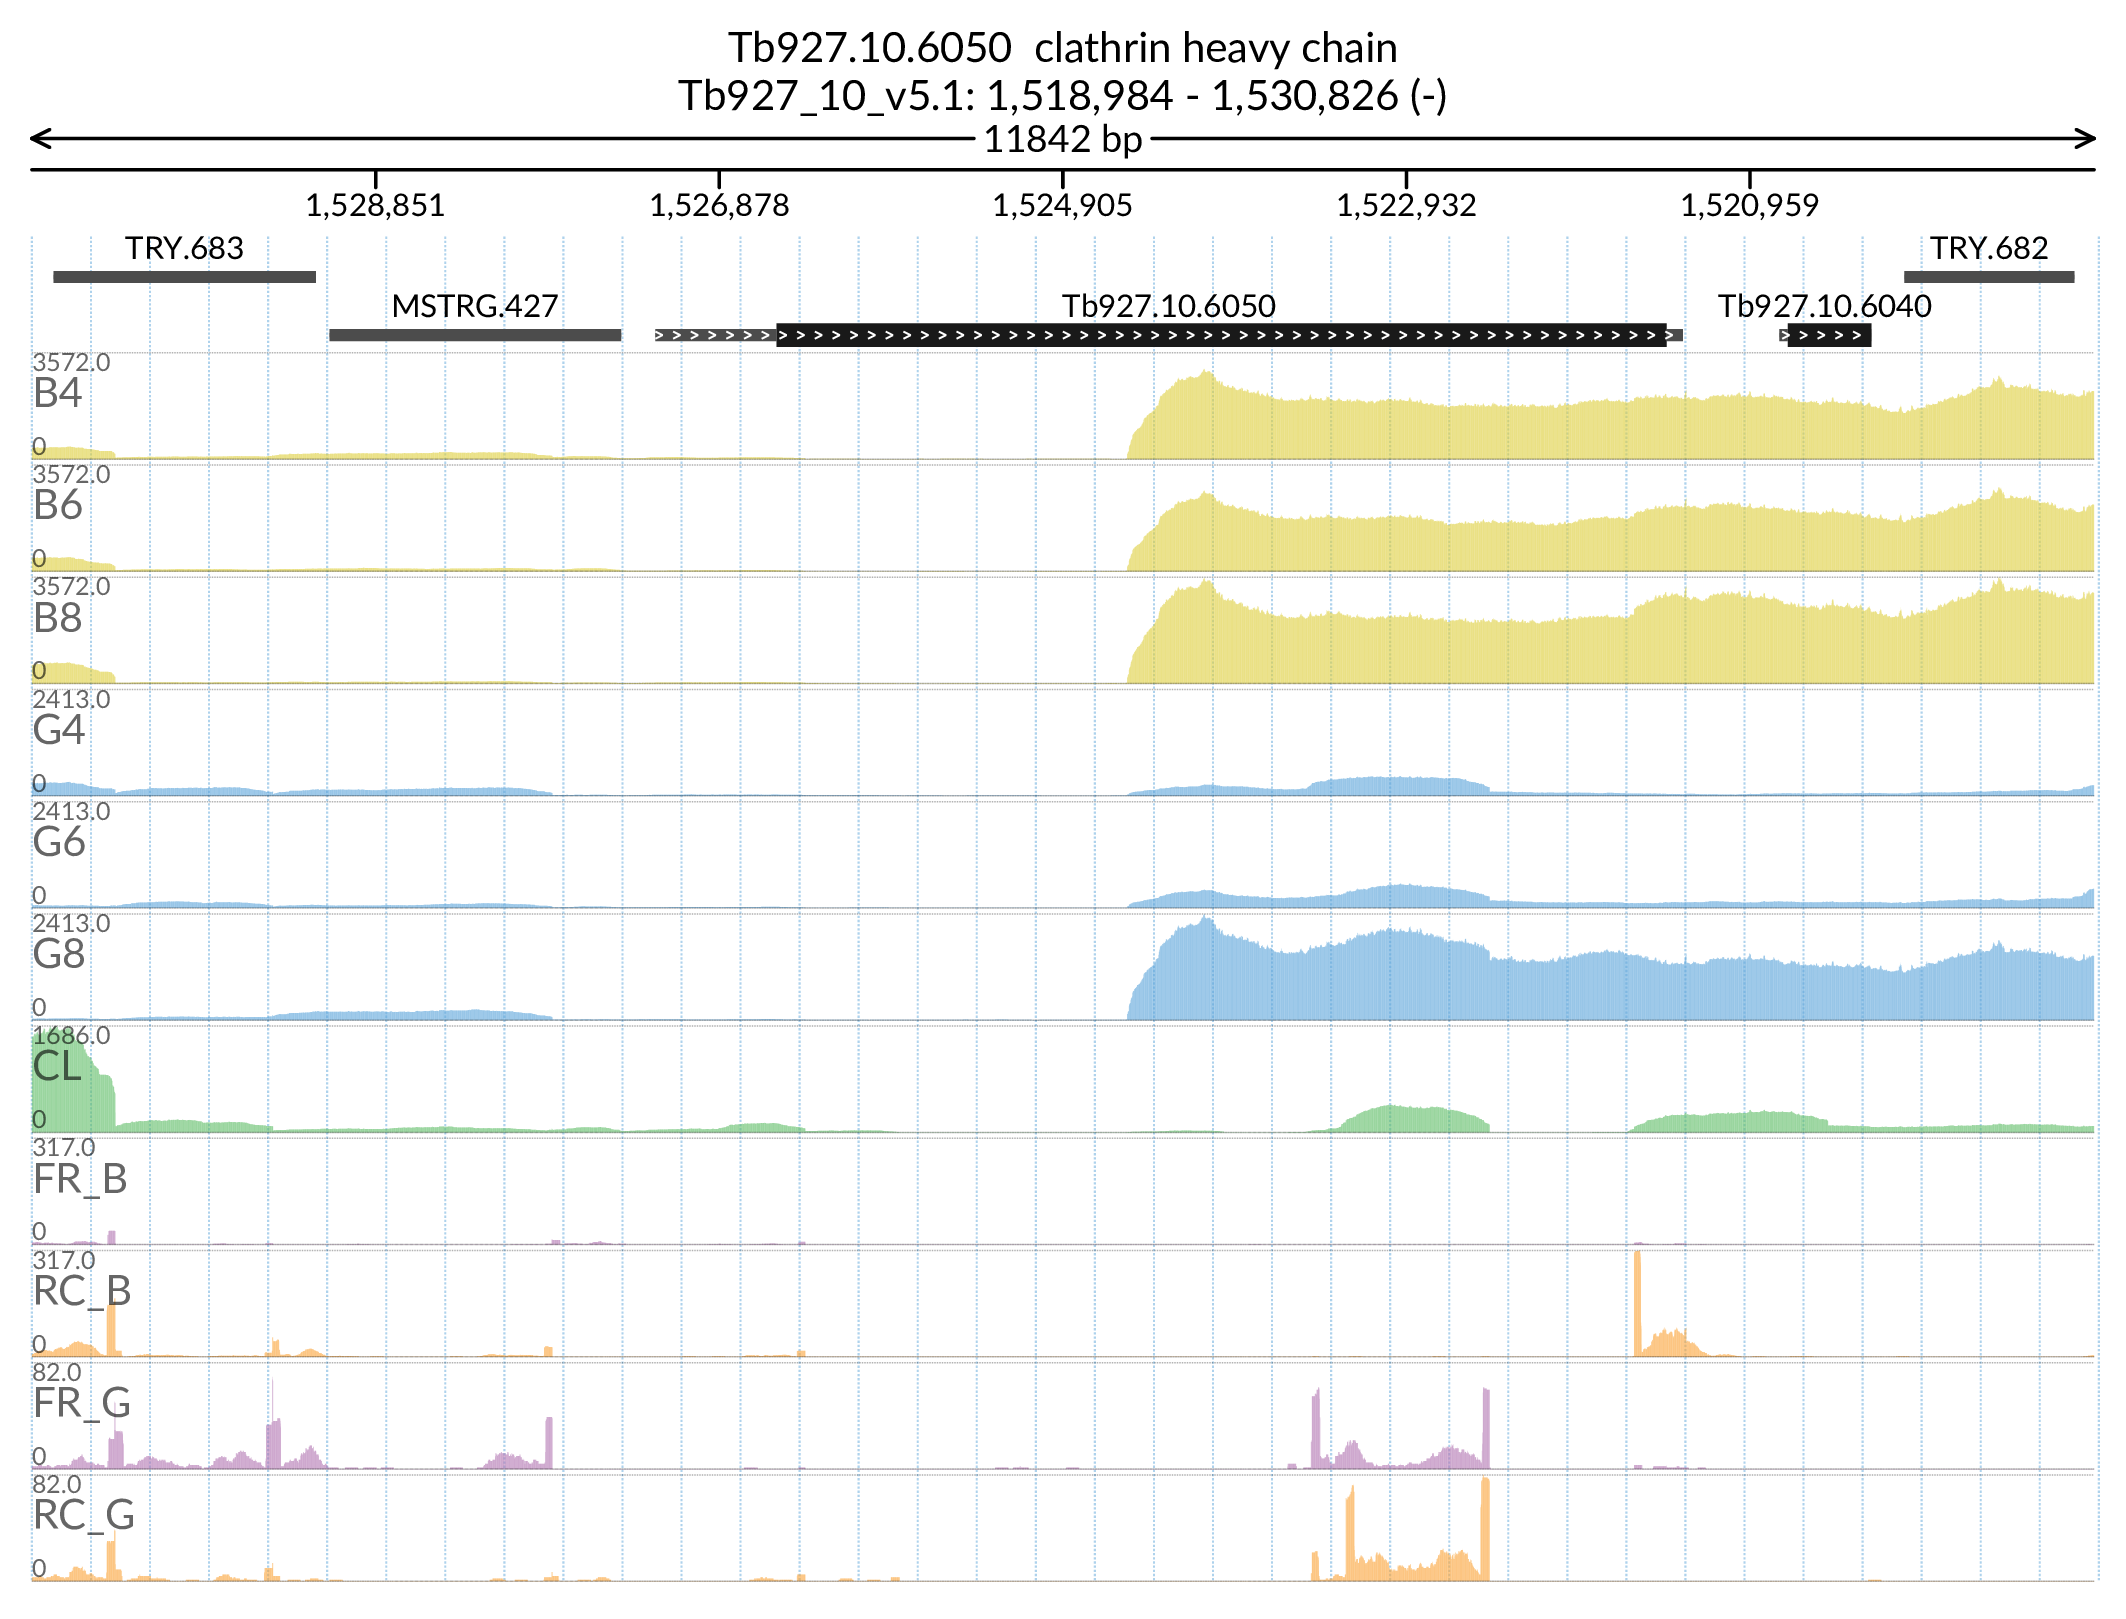 Tb927.10.6050  clathrin heavy chain
Tb927_10_v5.1: 1,518,984 - 1,530,826 (-)
11842 bp
1,528,851 1,526,878 1,524,905 1,522,932 1,520,959
TRY.683 TRY.682
MSTRG.427 Tb927.10.6050 Tb927.10.6040
3572.0
B4
0
3572.0
B6
0
3572.0
B8
0
2413.0
G4
0
2413.0
G6
0
2413.0
G8
0
1686.0
CL
0
317.0
FR_B
0
317.0
RC_B
0
82.0
FR_G
0
82.0
RC_G
0